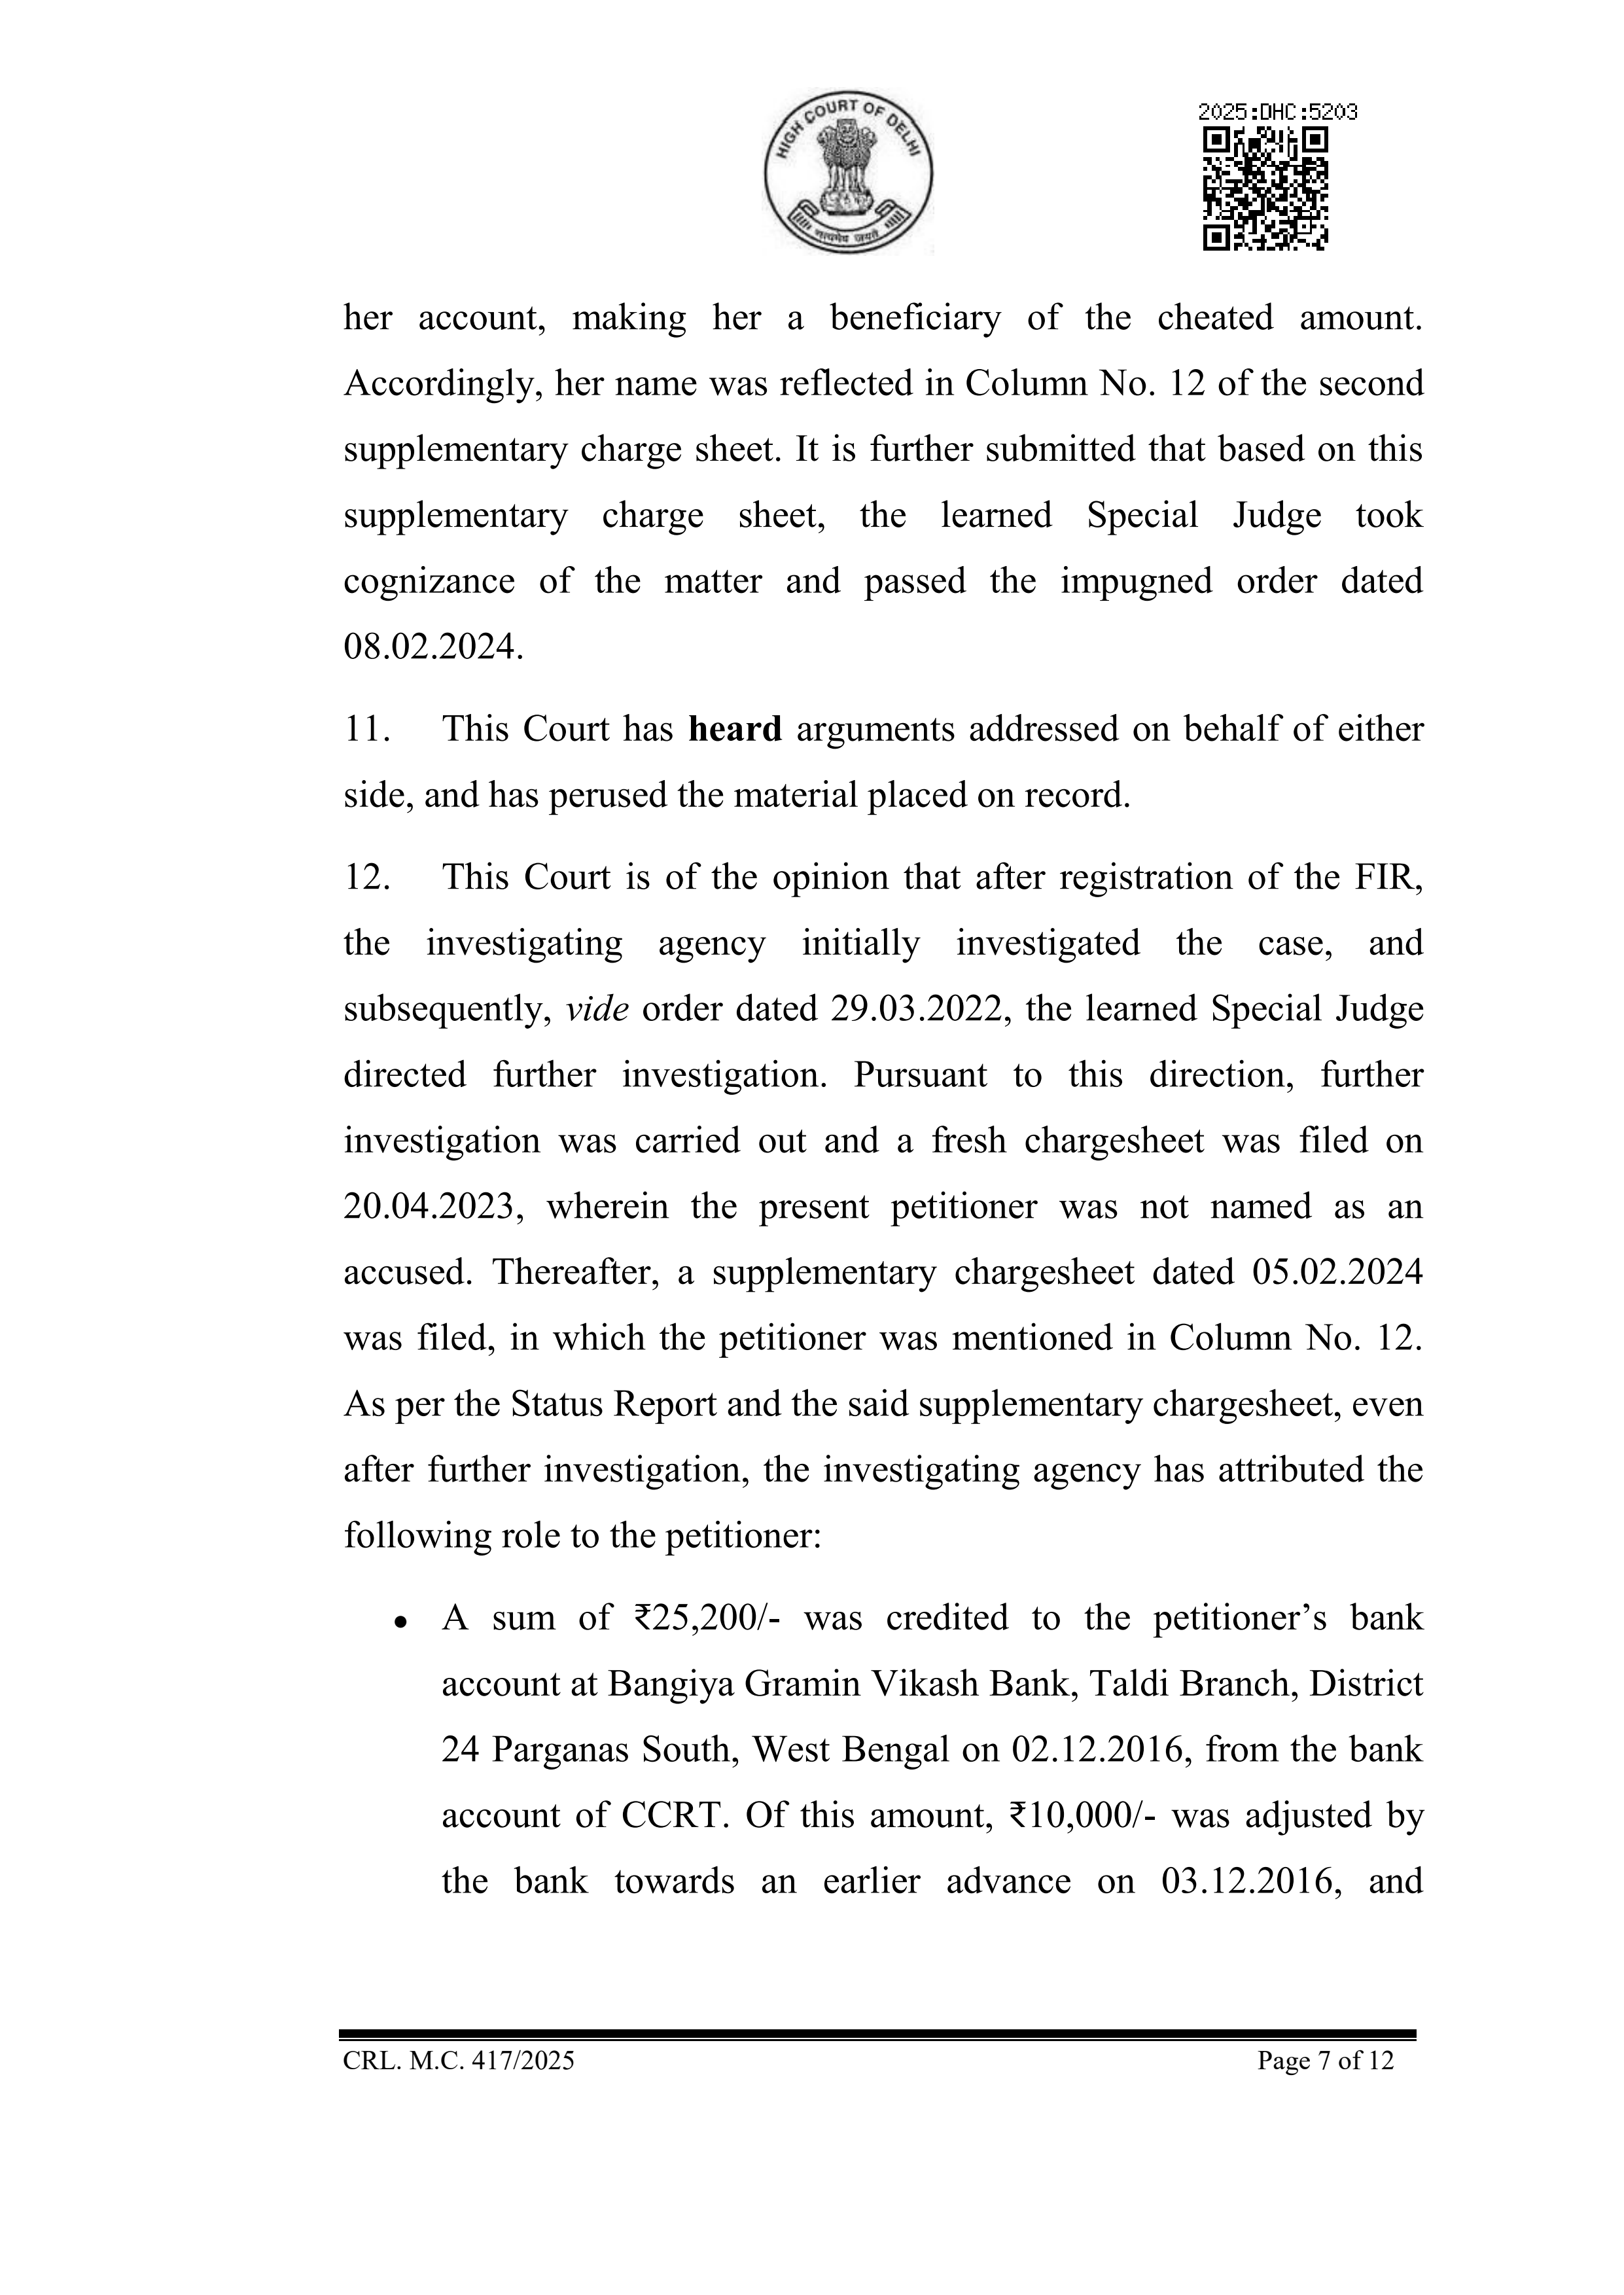 HIGH COURT OF DELHI
सत्यमेव जयते
2025:DHC:5203
her account, making her a beneficiary of the cheated amount.
Accordingly, her name was reflected in Column No. 12 of the second
supplementary charge sheet. It is further submitted that based on this
supplementary charge sheet, the learned Special Judge took
cognizance of the matter and passed the impugned order dated
08.02.2024.
11. This Court has heard arguments addressed on behalf of either
side, and has perused the material placed on record.
12. This Court is of the opinion that after registration of the FIR,
the investigating agency initially investigated the case, and
subsequently, vide order dated 29.03.2022, the learned Special Judge
directed further investigation. Pursuant to this direction, further
investigation was carried out and a fresh chargesheet was filed on
20.04.2023, wherein the present petitioner was not named as an
accused. Thereafter, a supplementary chargesheet dated 05.02.2024
was filed, in which the petitioner was mentioned in Column No. 12.
As per the Status Report and the said supplementary chargesheet, even
after further investigation, the investigating agency has attributed the
following role to the petitioner:
• A sum of ₹25,200/- was credited to the petitioner’s bank
account at Bangiya Gramin Vikash Bank, Taldi Branch, District
24 Parganas South, West Bengal on 02.12.2016, from the bank
account of CCRT. Of this amount, ₹10,000/- was adjusted by
the bank towards an earlier advance on 03.12.2016, and
CRL. M.C. 417/2025 Page 7 of 12